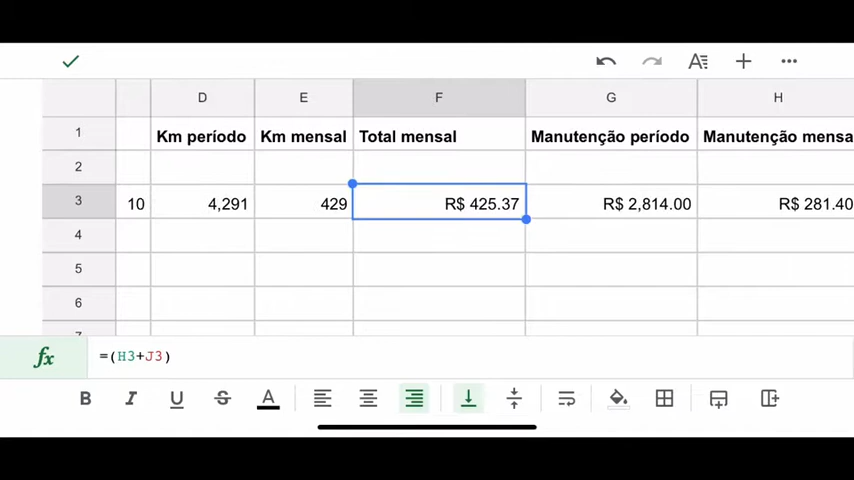 D E F G H
1 Km período Km mensal Total mensal Manutenção período Manutenção mensa
2
3 10 4,291 429 R$ 425.37 R$ 2,814.00 R$ 281.40
4
5
6
fx =(H3+J3)
B I U S A